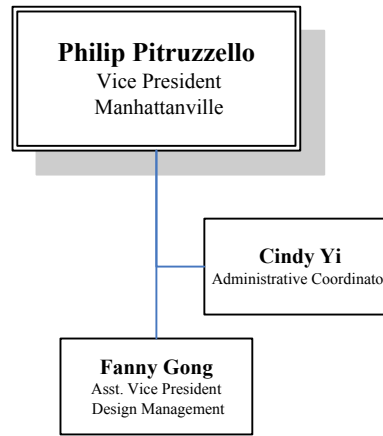 Philip Pitruzzello
Vice President
Manhattanville
Cindy Yi
Administrative Coordinato
Fanny Gong
Asst. Vice President
Design Management